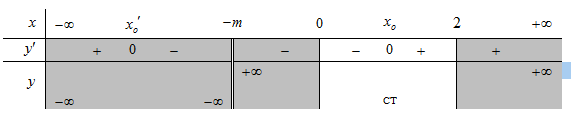 x −∞ x₀′ −m 0 x₀ 2 +∞
y′ + 0 − − − 0 + +
+∞ +∞
y
−∞ −∞ CT